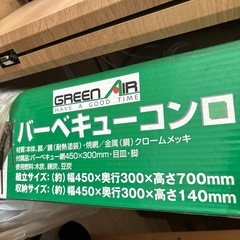 GREEN AIR
HAVE A GOOD TIME
バーベキューコンロ
材質:本体、脚/鋼(耐熱塗装)・焼網/金属(鋼)クロームメッキ
付属品:バーベキュー網450×300mm・目皿・脚
使用燃料:木炭、練炭、豆炭
組立サイズ:(約)幅450×奥行300×高さ700mm
収納サイズ:(約)幅450×奥行300×高さ140mm